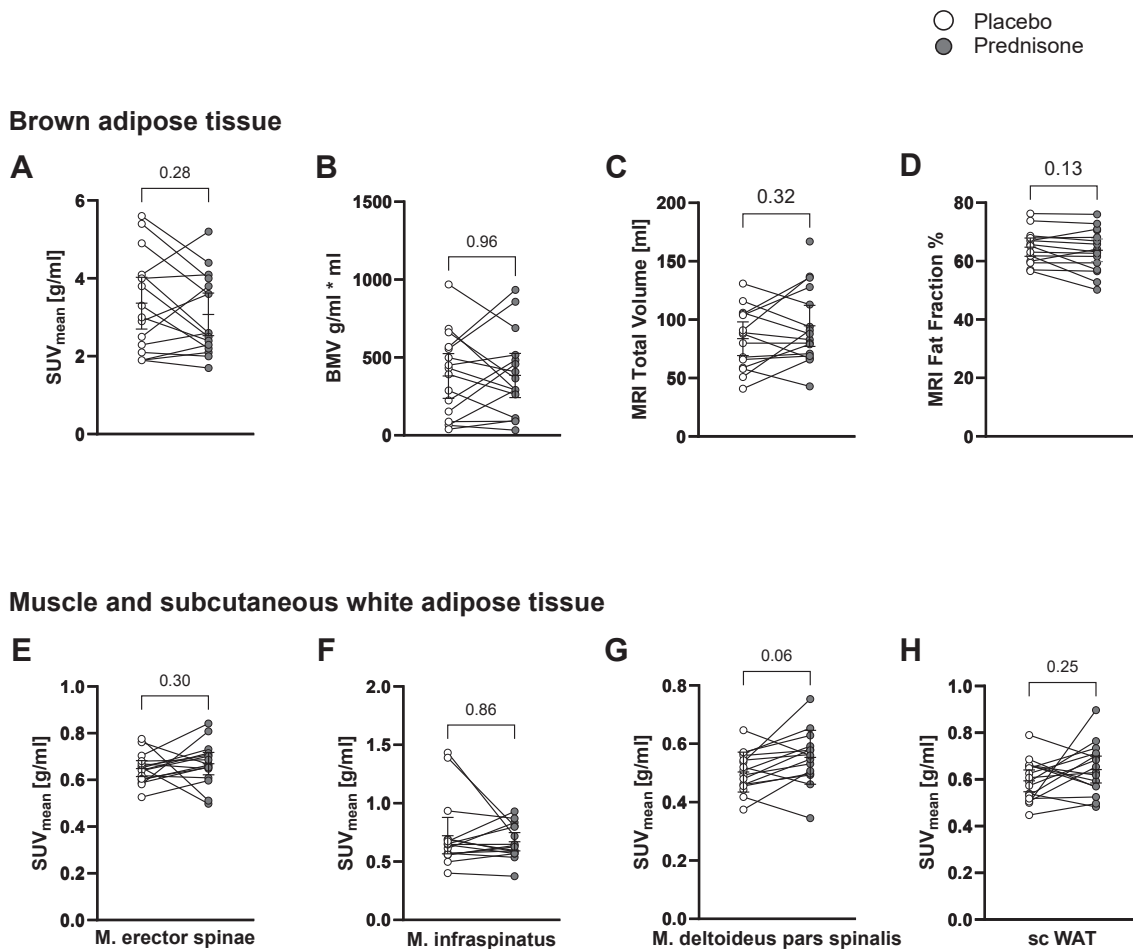 Placebo
Prednisone
Brown adipose tissue
A
0.28
SUVmean [g/ml]
6
4
2
0
B
0.96
BMV g/ml * ml
1500
1000
500
0
C
0.32
MRI Total Volume [ml]
200
150
100
50
0
D
0.13
MRI Fat Fraction %
80
60
40
20
0
Muscle and subcutaneous white adipose tissue
E
0.30
SUVmean [g/ml]
1.0
0.8
0.6
0.4
0.2
0.0
M. erector spinae
F
0.86
SUVmean [g/ml]
2.0
1.5
1.0
0.5
0.0
M. infraspinatus
G
0.06
SUVmean [g/ml]
0.8
0.6
0.4
0.2
0.0
M. deltoideus pars spinalis
H
0.25
SUVmean [g/ml]
1.0
0.8
0.6
0.4
0.2
0.0
sc WAT